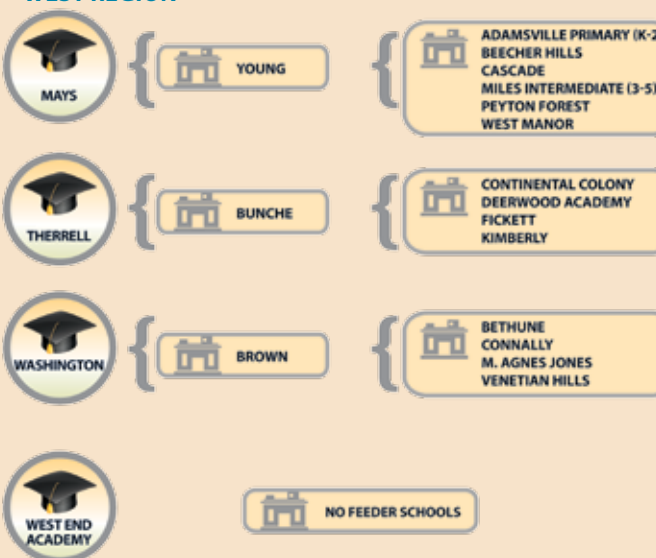 WEST REGION
MAYS
YOUNG
ADAMSVILLE PRIMARY (K-2
BEECHER HILLS
CASCADE
MILES INTERMEDIATE (3-5)
PEYTON FOREST
WEST MANOR
THERRELL
BUNCHE
CONTINENTAL COLONY
DEERWOOD ACADEMY
FICKETT
KIMBERLY
WASHINGTON
BROWN
BETHUNE
CONNALLY
M. AGNES JONES
VENETIAN HILLS
WEST END
ACADEMY
NO FEEDER SCHOOLS